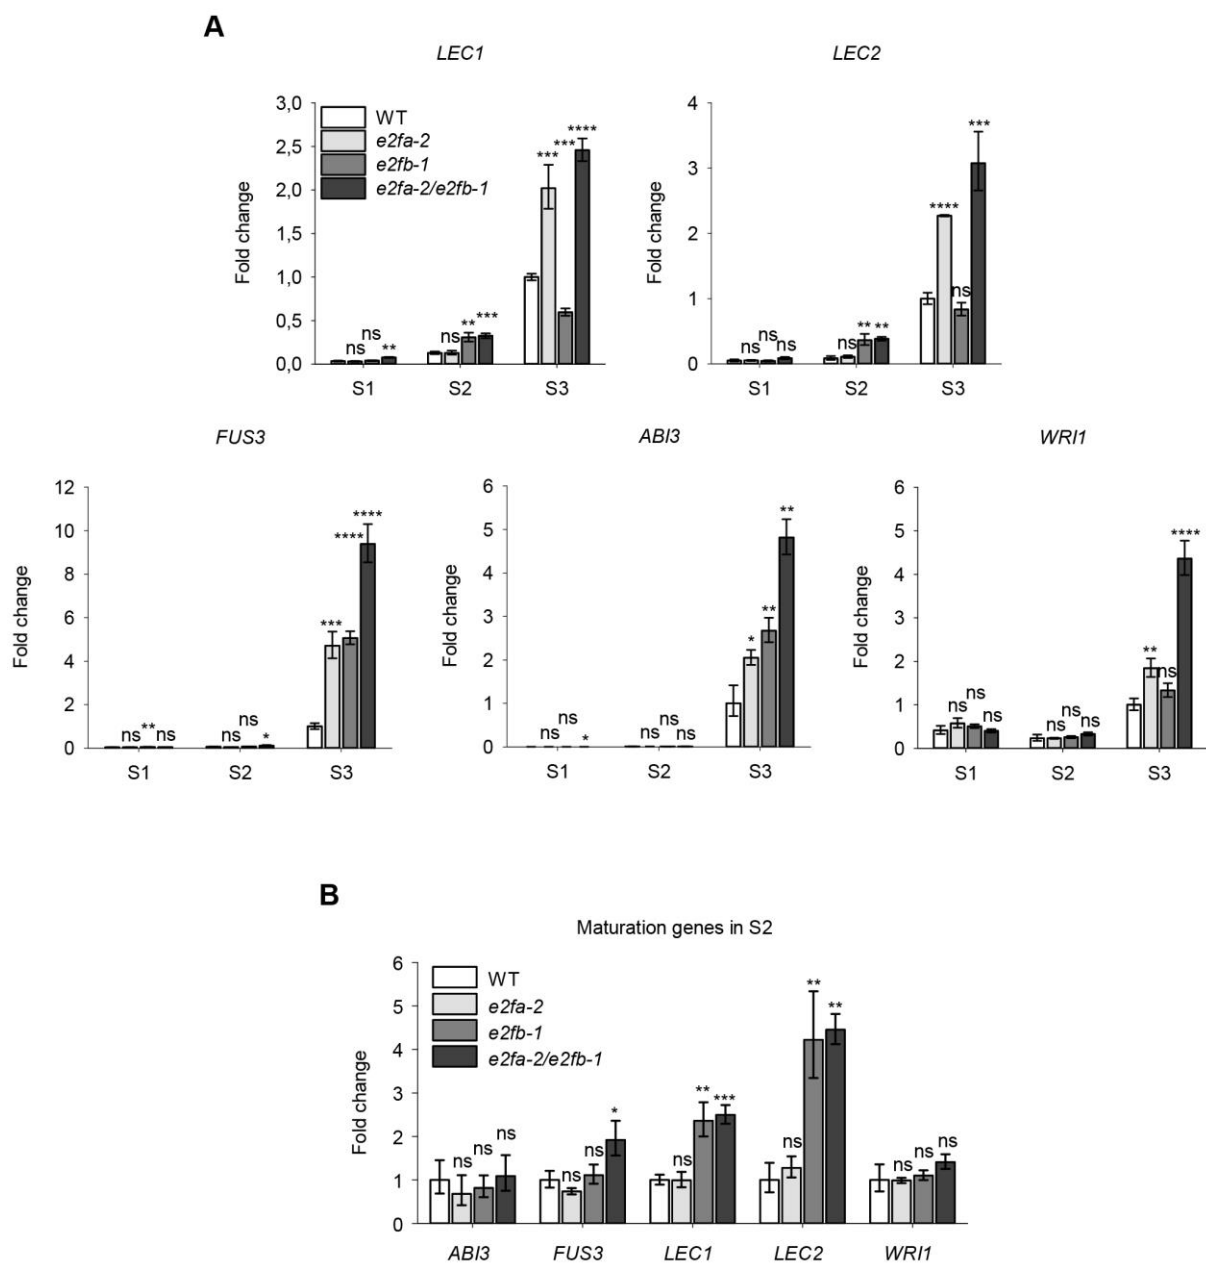 A
LEC1
LEC2
3,0
2,5
2,0
1,5
1,0
0,5
0,0
Fold change
WT
e2fa-2
e2fb-1
e2fa-2/e2fb-1
ns
ns
**
ns
**
***
***
***
****
S1
S2
S3
4
3
2
1
0
Fold change
ns
ns
ns
ns
**
**
****
ns
***
S1
S2
S3
FUS3
ABI3
WRI1
12
10
8
6
4
2
0
Fold change
ns
**
ns
ns
ns
*
***
****
****
S1
S2
S3
6
5
4
3
2
1
0
Fold change
ns
ns
*
ns
ns
ns
*
**
**
S1
S2
S3
6
5
4
3
2
1
0
Fold change
ns
ns
ns
ns
ns
ns
**
ns
****
S1
S2
S3
B
Maturation genes in S2
6
5
4
3
2
1
0
Fold change
WT
e2fa-2
e2fb-1
e2fa-2/e2fb-1
ns
ns
ns
ns
ns
*
ns
**
***
ns
**
**
ns
ns
ns
ABI3
FUS3
LEC1
LEC2
WRI1